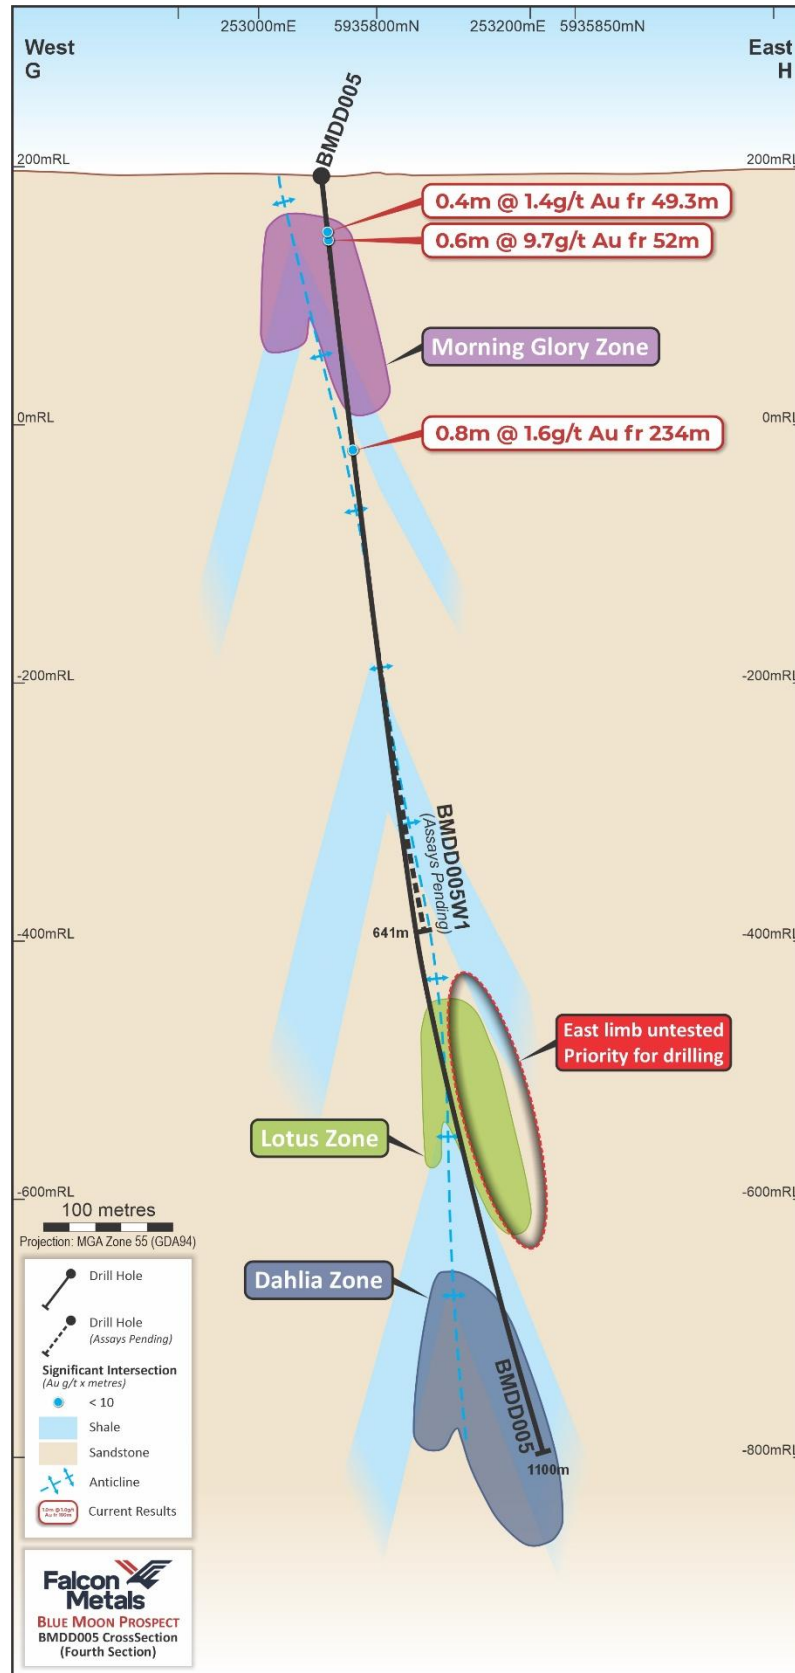 253000mE 5935800mN 253200mE 5935850mN
West
G
East
H
BMDD005
200mRL 200mRL
0.4m @ 1.4g/t Au fr 49.3m
0.6m @ 9.7g/t Au fr 52m
Morning Glory Zone
0mRL 0mRL
0.8m @ 1.6g/t Au fr 234m
-200mRL -200mRL
BMDD005W1
(Assays Pending)
641m
-400mRL -400mRL
East limb untested
Priority for drilling
Lotus Zone
-600mRL -600mRL
100 metres
Projection: MGA Zone 55 (GDA94)
Dahlia Zone
BMDD005
1100m
-800mRL
Drill Hole
Drill Hole
(Assays Pending)
Significant Intersection
(Au g/t x metres)
< 10
Shale
Sandstone
Anticline
Current Results
Falcon
Metals
BLUE MOON PROSPECT
BMDD005 CrossSection
(Fourth Section)